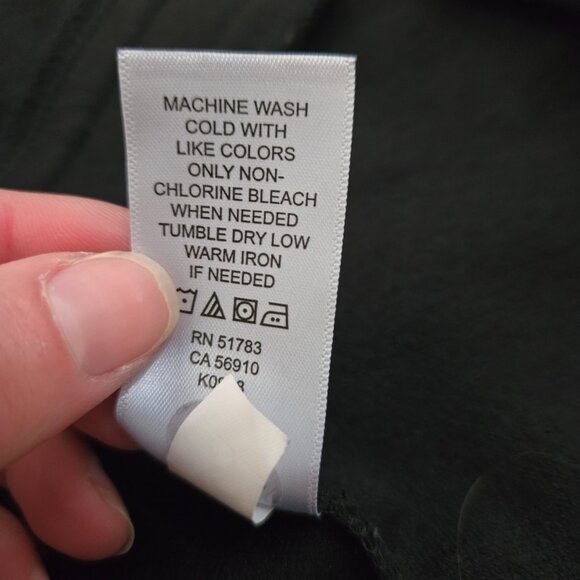 MACHINE WASH
COLD WITH
LIKE COLORS
ONLY NON-
CHLORINE BLEACH
WHEN NEEDED
TUMBLE DRY LOW
WARM IRON
IF NEEDED
RN 51783
CA 56910